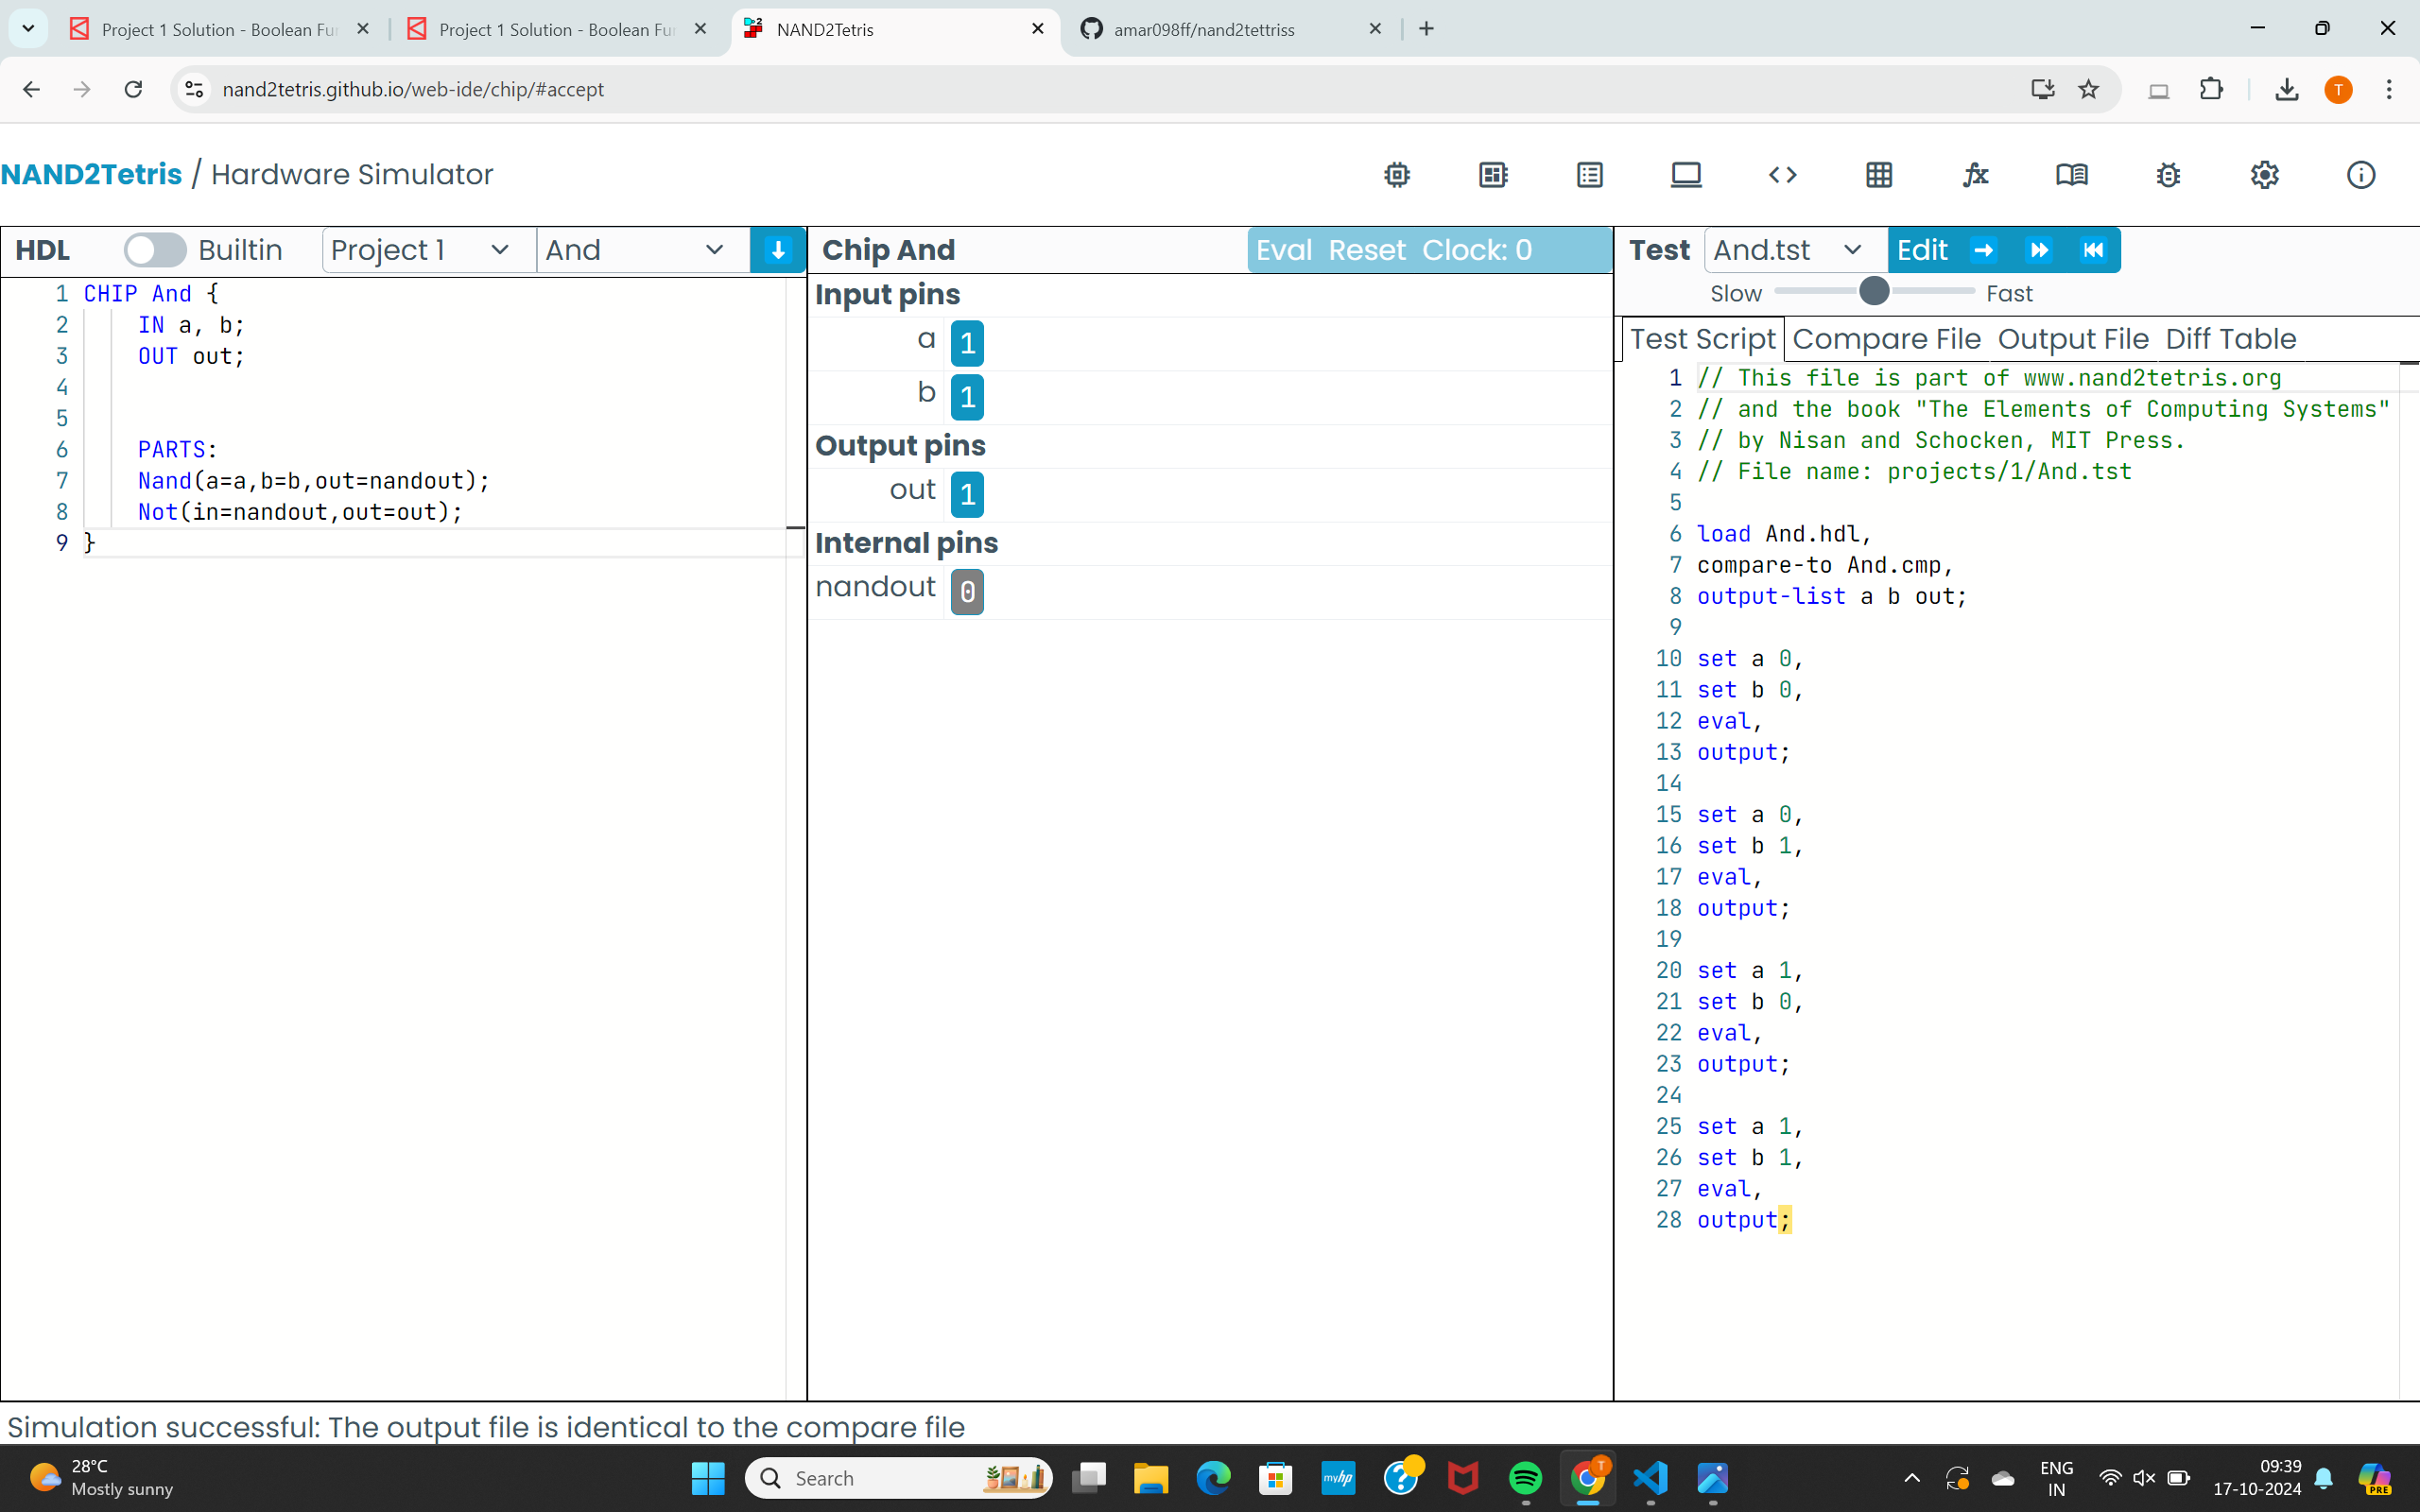 Project 1 Solution - Boolean Fu
Project 1 Solution - Boolean Fu
NAND2Tetris
amar098ff/nand2tettriss
nand2tetris.github.io/web-ide/chip/#accept
T
NAND2Tetris / Hardware Simulator
HDL Builtin Project 1 And
Chip And Eval Reset Clock: 0
Test And.tst Edit
Slow Fast
Test Script Compare File Output File Diff Table
1 CHIP And {
2 IN a, b;
3 OUT out;
4
5
6 PARTS:
7 Nand(a=a,b=b,out=nandout);
8 Not(in=nandout,out=out);
9 }
Input pins
a 1
b 1
Output pins
out 1
Internal pins
nandout 0
1 // This file is part of www.nand2tetris.org
2 // and the book "The Elements of Computing Systems"
3 // by Nisan and Schocken, MIT Press.
4 // File name: projects/1/And.tst
5
6 load And.hdl,
7 compare-to And.cmp,
8 output-list a b out;
9
10 set a 0,
11 set b 0,
12 eval,
13 output;
14
15 set a 0,
16 set b 1,
17 eval,
18 output;
19
20 set a 1,
21 set b 0,
22 eval,
23 output;
24
25 set a 1,
26 set b 1,
27 eval,
28 output;
Simulation successful: The output file is identical to the compare file
28°C
Mostly sunny
Search
myhp
T
ENG
IN
09:39
17-10-2024
PRE